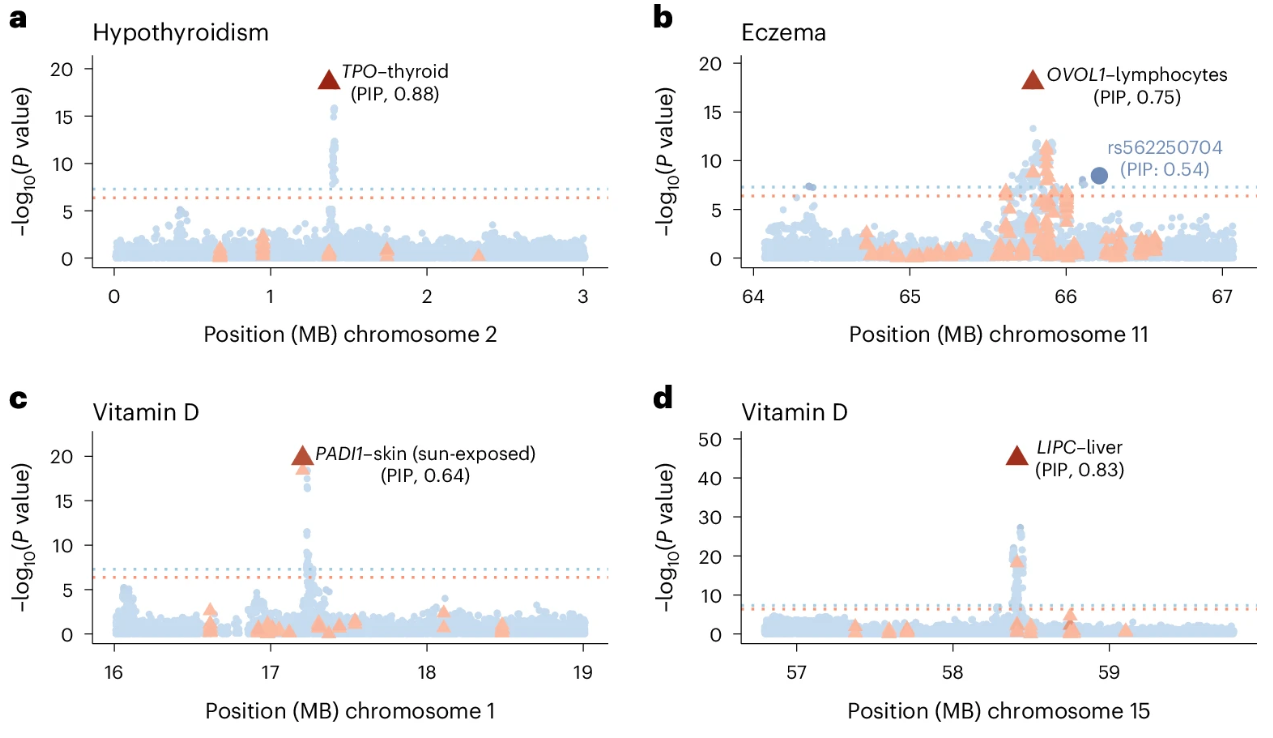 a
Hypothyroidism
–log10(P value)
20
15
10
5
0
TPO–thyroid
(PIP, 0.88)
0 1 2 3
Position (MB) chromosome 2
b
Eczema
–log10(P value)
20
15
10
5
0
OVOL1–lymphocytes
(PIP, 0.75)
rs562250704
(PIP: 0.54)
64 65 66 67
Position (MB) chromosome 11
c
Vitamin D
–log10(P value)
20
15
10
5
0
PADI1–skin (sun-exposed)
(PIP, 0.64)
16 17 18 19
Position (MB) chromosome 1
d
Vitamin D
–log10(P value)
50
40
30
20
10
0
LIPC–liver
(PIP, 0.83)
57 58 59
Position (MB) chromosome 15